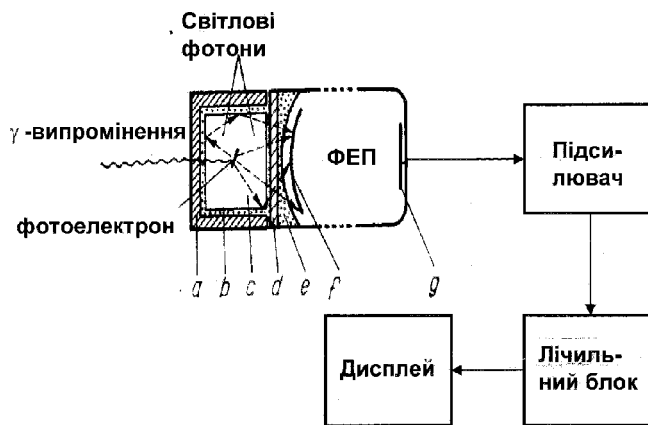 Світлові
фотони
γ -випромінення
фотоелектрон
ФЕП
Підси-
лювач
a b c d e f g
Дисплей
Лічиль-
ний блок